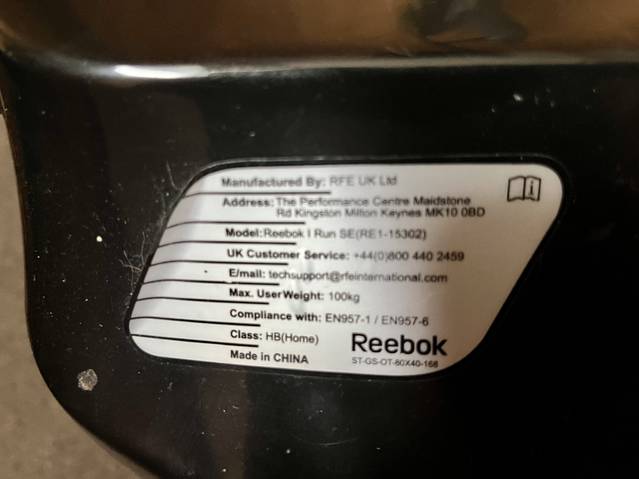 Manufactured By: RFE UK Ltd
Address: The Performance Centre Maidstone
Rd Kingston Milton Keynes MK10 0BD
Model: Reebok I Run SE(RE1-15302)
UK Customer Service: +44(0)800 440 2459
E/mail: techsupport@rfeinternational.com
Max. User Weight: 100kg
Compliance with: EN957-1 / EN957-6
Class: HB(Home)
Made in CHINA
Reebok
ST-GS-OT-80X40-168